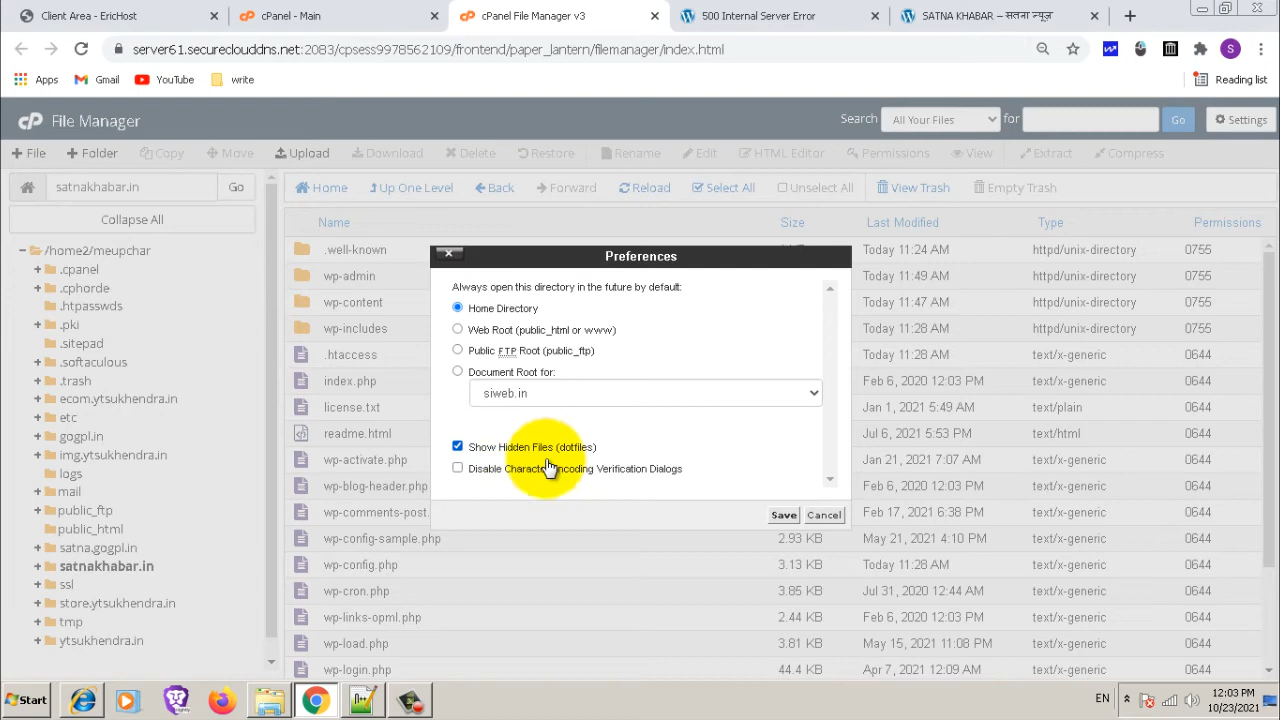 Client Area - EricHost
cPanel - Main
cPanel File Manager v3
500 Internal Server Error
SATNA KHABAR – सतना न्यूज़
server61.secureclouddns.net:2083/cpsess9978562109/frontend/paper_lantern/filemanager/index.html
S
Apps Gmail YouTube write Reading list
cP File Manager
Search All Your Files for Go Settings
File Folder Copy Move Upload Download Delete Restore Rename Edit HTML Editor Permissions View Extract Compress
satnakhabar.in Go
Home Up One Level Back Forward Reload Select All Unselect All View Trash Empty Trash
Collapse All
/home2/meupchar
.cpanel
.cphorde
.htpasswds
.pki
.sitepad
.softaculous
.trash
ecom.ytsukhendra.in
etc
gogpl.in
img.ytsukhendra.in
logs
mail
public_ftp
public_html
satna.gogpl.in
satnakhabar.in
ssl
store.ytsukhendra.in
tmp
ytsukhendra.in
Name Size Last Modified Type Permissions
.well-known Today 11:24 AM httpd/unix-directory 0755
wp-admin Today 11:49 AM httpd/unix-directory 0755
wp-content Today 11:28 AM httpd/unix-directory 0755
wp-includes Today 11:28 AM httpd/unix-directory 0755
.htaccess Today 11:28 AM text/x-generic 0644
index.php Feb 6, 2020 12:03 PM text/x-generic 0644
license.txt Jan 1, 2021 5:49 AM text/plain 0644
readme.html Jul 6, 2021 5:53 PM text/html 0644
wp-activate.php Jan 21, 2021 7:07 AM text/x-generic 0644
wp-blog-header.php Feb 6, 2020 12:03 PM text/x-generic 0644
wp-comments-post. Feb 17, 2021 6:38 PM text/x-generic 0644
wp-config-sample.php 2.93 KB May 21, 2021 4:10 PM text/x-generic 0644
wp-config.php 3.13 KB Today 11:28 AM text/x-generic 0644
wp-cron.php 3.85 KB Jul 31, 2020 12:44 AM text/x-generic 0644
wp-links-opml.php 2.44 KB Feb 6, 2020 12:03 PM text/x-generic 0644
wp-load.php 3.81 KB May 15, 2021 11:08 PM text/x-generic 0644
wp-login.php 44.4 KB Apr 7, 2021 12:09 AM text/x-generic 0644
Preferences
Always open this directory in the future by default:
Home Directory
Web Root (public_html or www)
Public FTP Root (public_ftp)
Document Root for:
siweb.in
Show Hidden Files (dotfiles)
Disable Character Encoding Verification Dialogs
Save Cancel
Start
EN
12:03 PM
10/23/2021